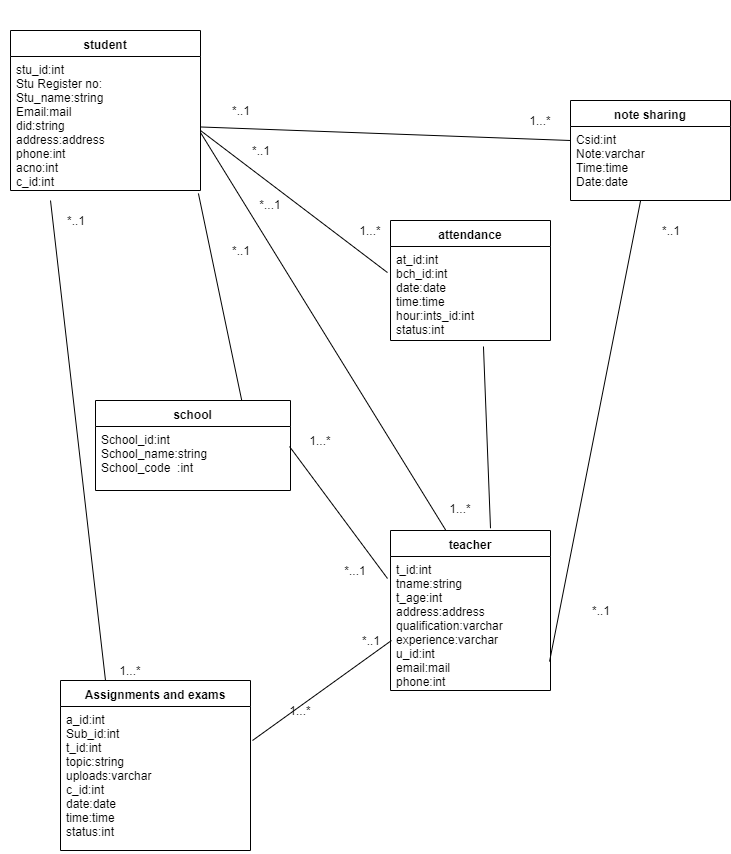 student
stu_id:int
Stu Register no:
Stu_name:string
Email:mail
did:string
address:address
phone:int
acno:int
c_id:int
*..1
1...*
note sharing
Csid:int
Note:varchar
Time:time
Date:date
*..1
*...1
1...*
*..1
*..1
*..1
attendance
at_id:int
bch_id:int
date:date
time:time
hour:ints_id:int
status:int
school
School_id:int
School_name:string
School_code :int
1...*
1...*
*...1
teacher
t_id:int
tname:string
t_age:int
address:address
qualification:varchar
experience:varchar
u_id:int
email:mail
phone:int
*..1
*..1
1...*
1...*
Assignments and exams
a_id:int
Sub_id:int
t_id:int
topic:string
uploads:varchar
c_id:int
date:date
time:time
status:int